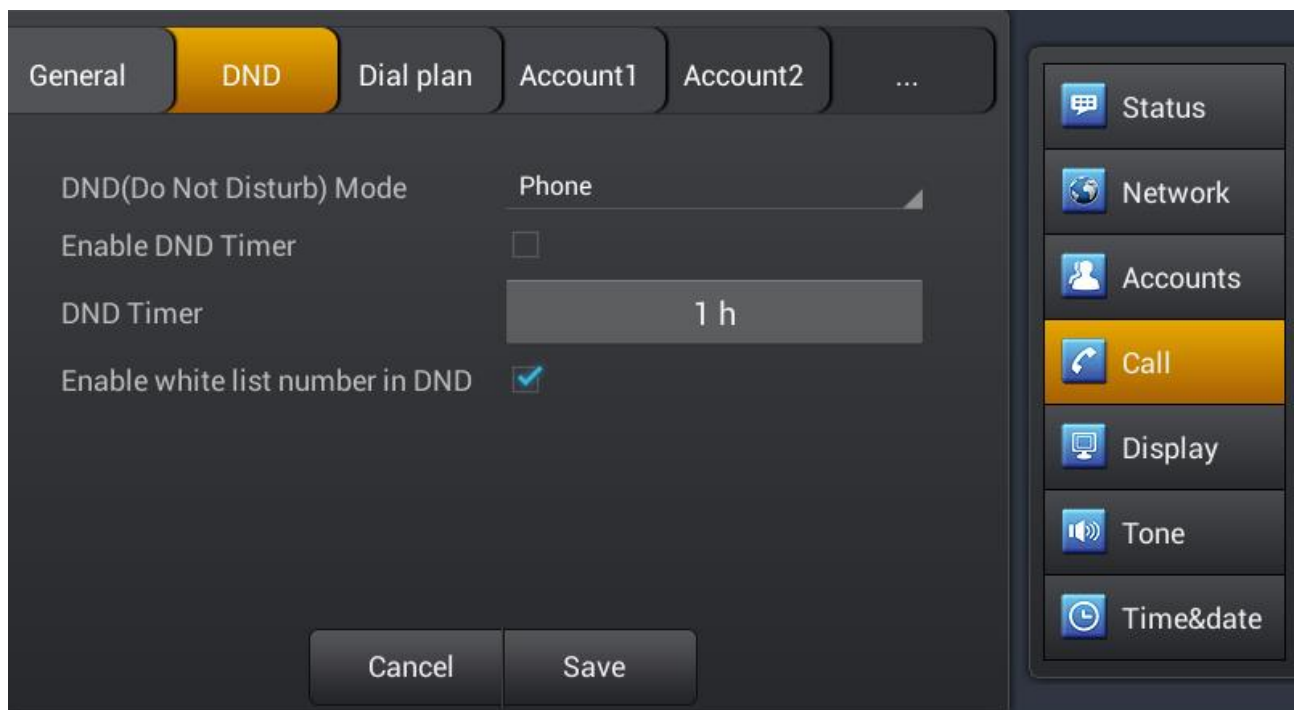 General
DND
Dial plan
Account1
Account2
...
DND(Do Not Disturb) Mode
Phone
Enable DND Timer
DND Timer
1 h
Enable white list number in DND
Cancel
Save
Status
Network
Accounts
Call
Display
Tone
Time&date